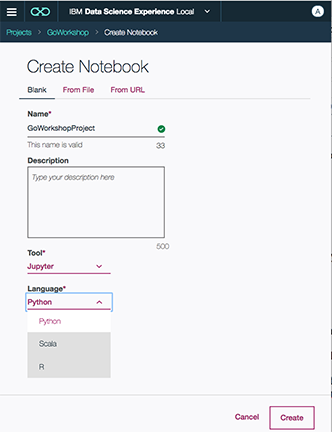 IBM Data Science Experience Local
A
Projects > GoWorkshop > Create Notebook
Create Notebook
Blank From File From URL
Name*
GoWorkshopProject
This name is valid 33
Description
Type your description here
500
Tool*
Jupyter
Language*
Python
Python
Scala
R
Cancel Create